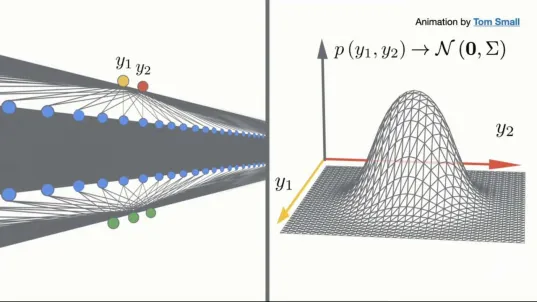 Animation by Tom Small
y₁ y₂
p (y₁, y₂) → 𝒩 (𝟎, Σ)
y₂
y₁